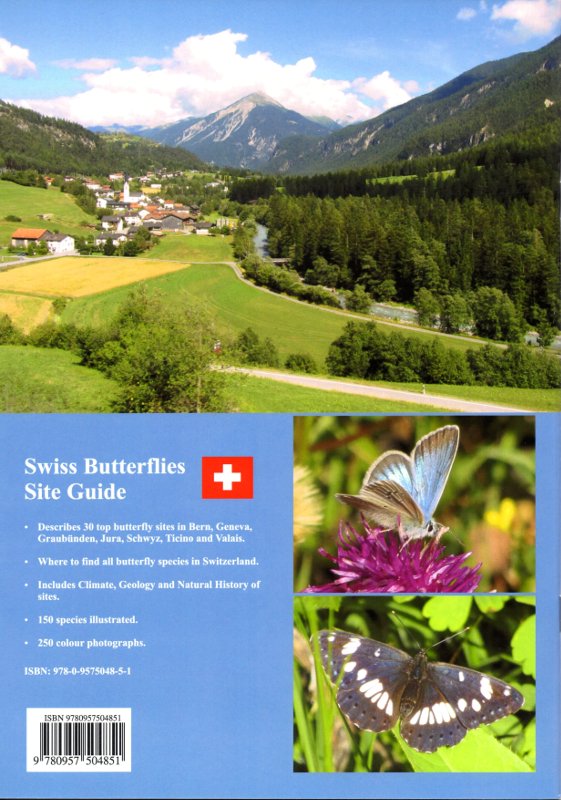 Swiss Butterflies
Site Guide
• Describes 30 top butterfly sites in Bern, Geneva,
Graubünden, Jura, Schwyz, Ticino and Valais.
• Where to find all butterfly species in Switzerland.
• Includes Climate, Geology and Natural History of
sites.
• 150 species illustrated.
• 250 colour photographs.
ISBN: 978-0-9575048-5-1
ISBN 9780957504851
9 780957 504851